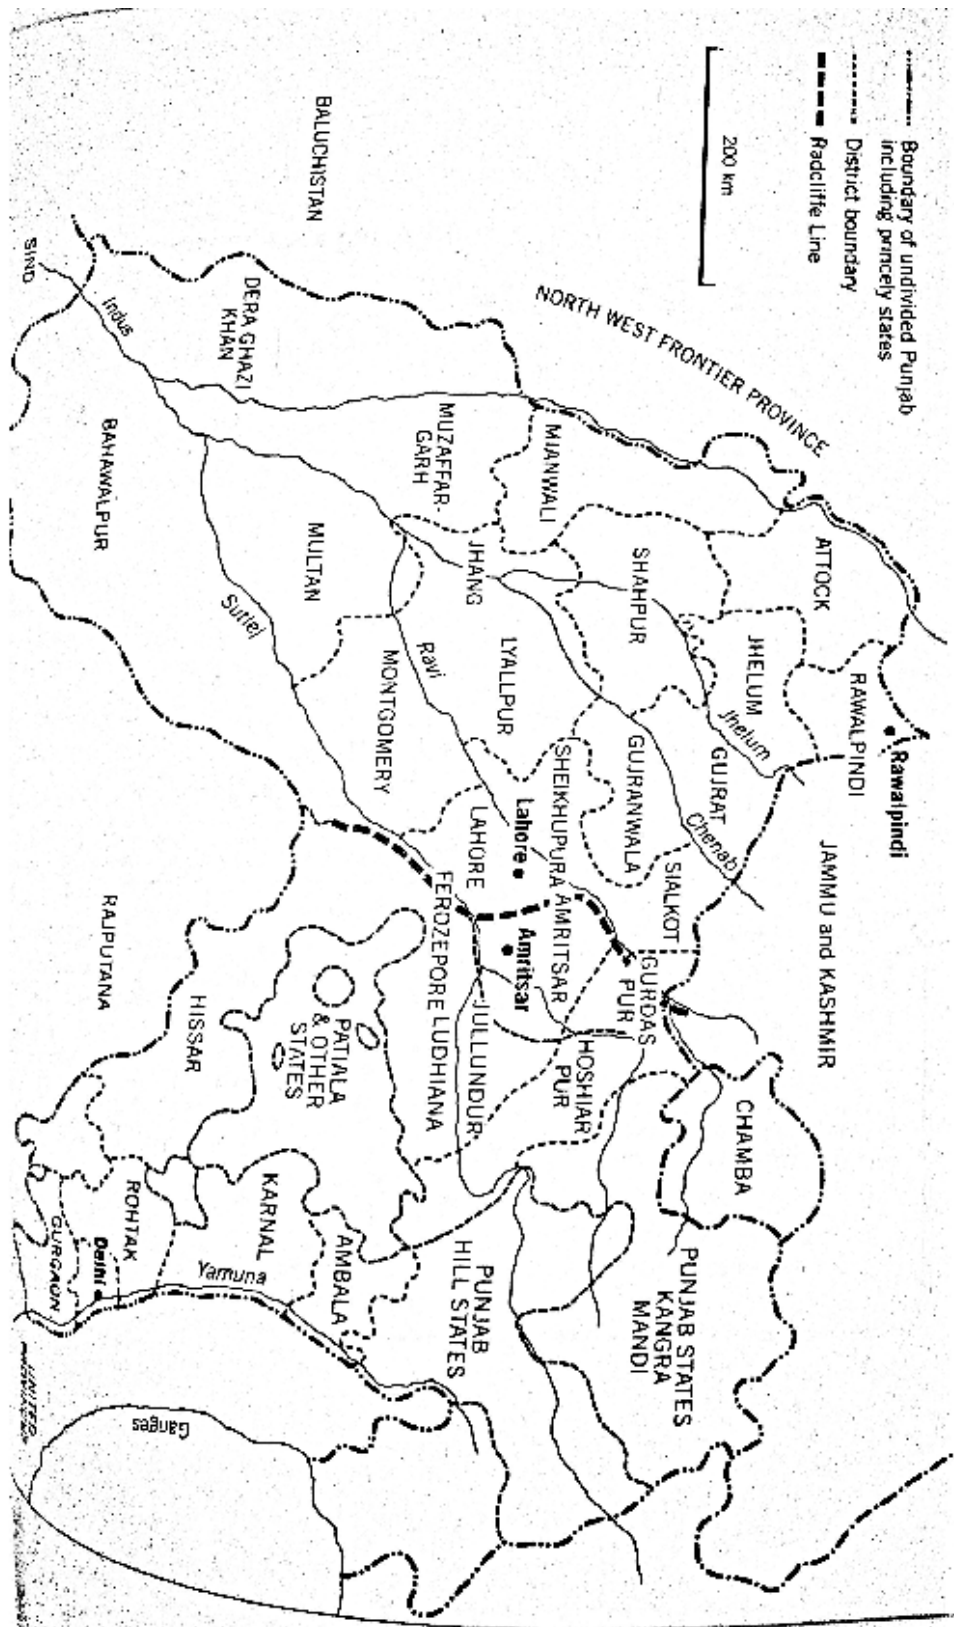 Boundary of undivided Punjab
including princely states
District boundary
Radcliffe Line
200 km
BALUCHISTAN
NORTH WEST FRONTIER PROVINCE
JAMMU and KASHMIR
SIND
Indus
DERA GHAZI
KHAN
BAHAWALPUR
MUZAFFAR-
GARH
MIANWALI
ATTOCK
RAWALPINDI
Rawalpindi
JHELUM
Jhelum
SHAHPUR
JHANG
MULTAN
Sutlej
Ravi
LYALLPUR
MONTGOMERY
GUJRAT
Chenab
GUJRANWALA
SHEIKHUPURA
SIALKOT
LAHORE
Lahore
AMRITSAR
Amritsar
GURDAS
PUR
FEROZEPORE
LUDHIANA
JULLUNDUR
HOSHIAR
PUR
CHAMBA
PUNJAB STATES
KANGRA
MANDI
PUNJAB
HILL STATES
PATIALA
& OTHER
STATES
RAJPUTANA
HISSAR
ROHTAK
KARNAL
AMBALA
Yamuna
Delhi
GURGAON
Ganges
UNITED